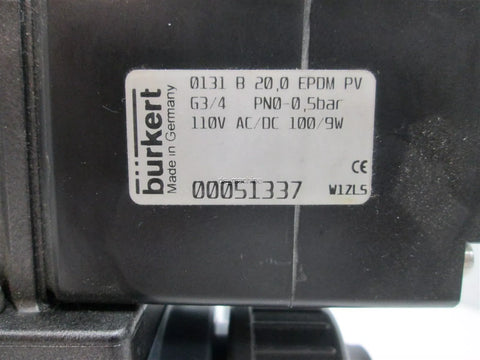 bürkert
Made in Germany
0131 B 20,0 EPDM PV
G3/4 PN0-0,5bar
110V AC/DC 100/9W
CE
00051337 W1ZLS